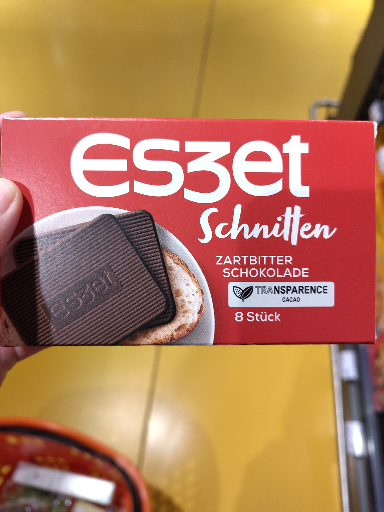 Eszet
Schnitten
ZARTBITTER
SCHOKOLADE
TRANSPARENCE
CACAO
8 Stück
eszet